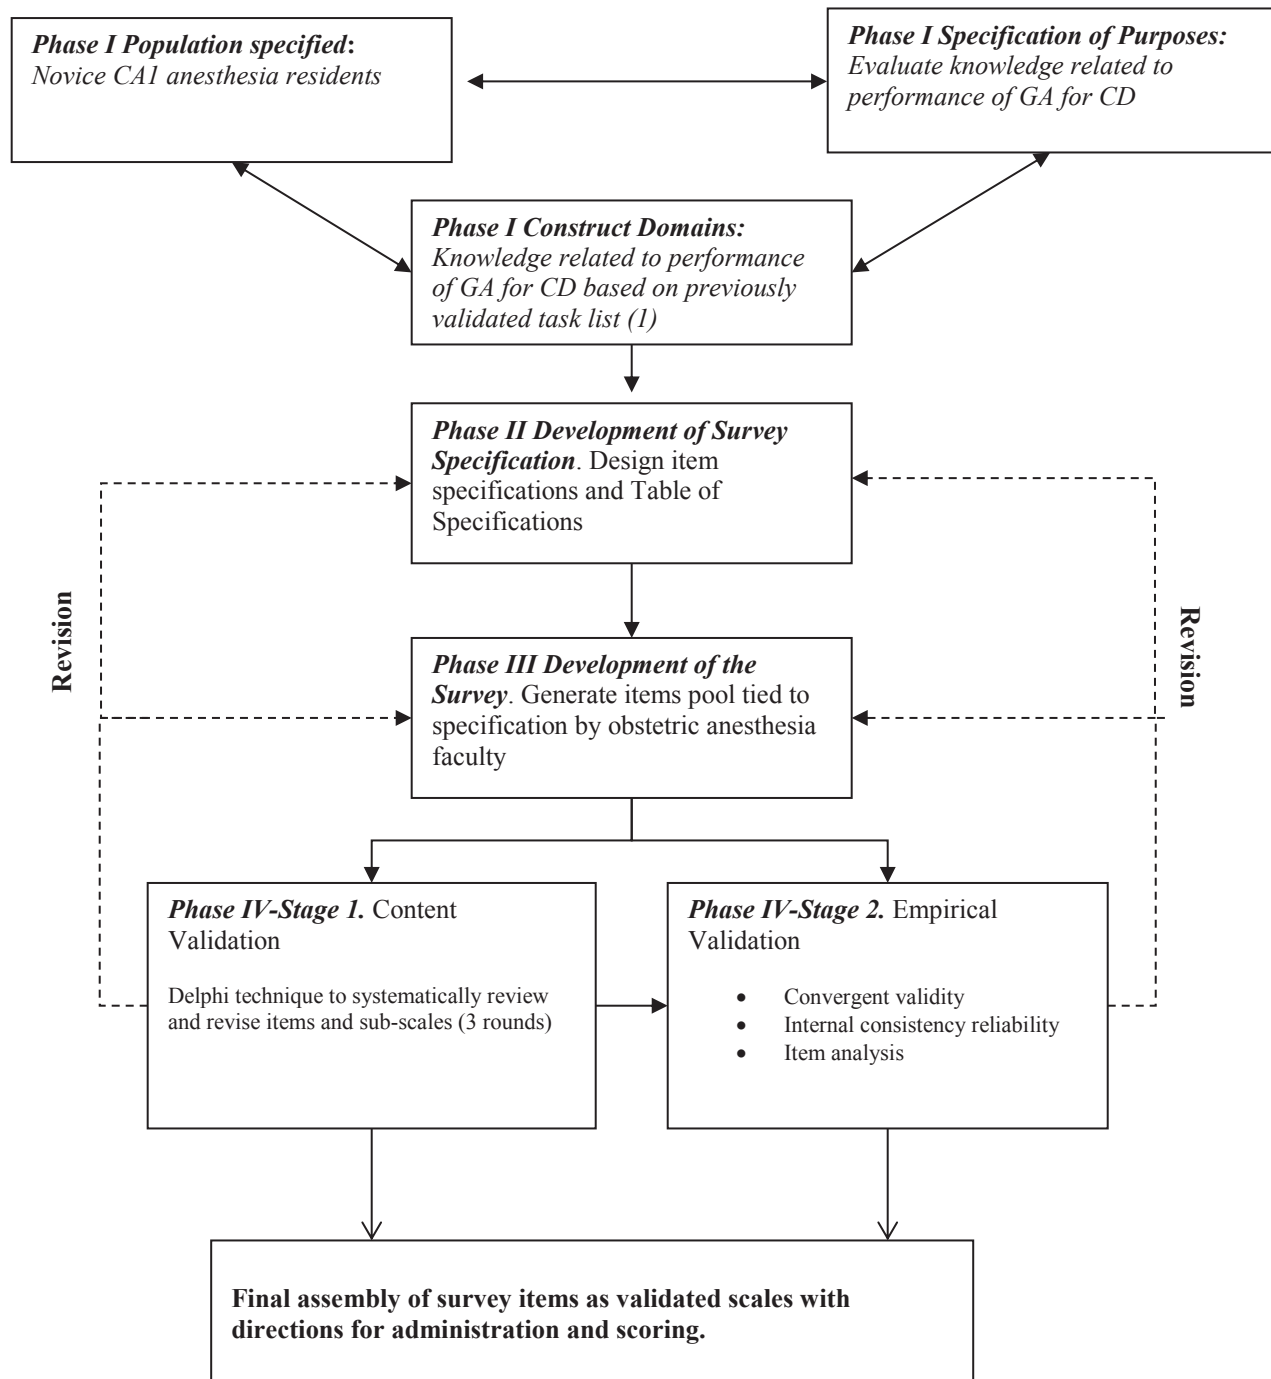 Phase I Population specified:
Novice CA1 anesthesia residents
Phase I Specification of Purposes:
Evaluate knowledge related to
performance of GA for CD
Phase I Construct Domains:
Knowledge related to performance
of GA for CD based on previously
validated task list (1)
Phase II Development of Survey
Specification. Design item
specifications and Table of
Specifications
Revision
Revision
Phase III Development of the
Survey. Generate items pool tied to
specification by obstetric anesthesia
faculty
Phase IV-Stage 1. Content
Validation
Delphi technique to systematically review
and revise items and sub-scales (3 rounds)
Phase IV-Stage 2. Empirical
Validation
• Convergent validity
• Internal consistency reliability
• Item analysis
Final assembly of survey items as validated scales with
directions for administration and scoring.